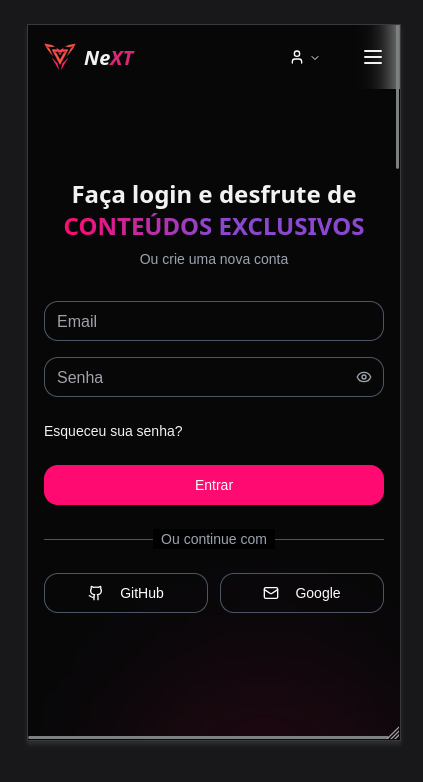 NeXT
Faça login e desfrute de
CONTEÚDOS EXCLUSIVOS
Ou crie uma nova conta
Email
Senha
Esqueceu sua senha?
Entrar
Ou continue com
GitHub
Google